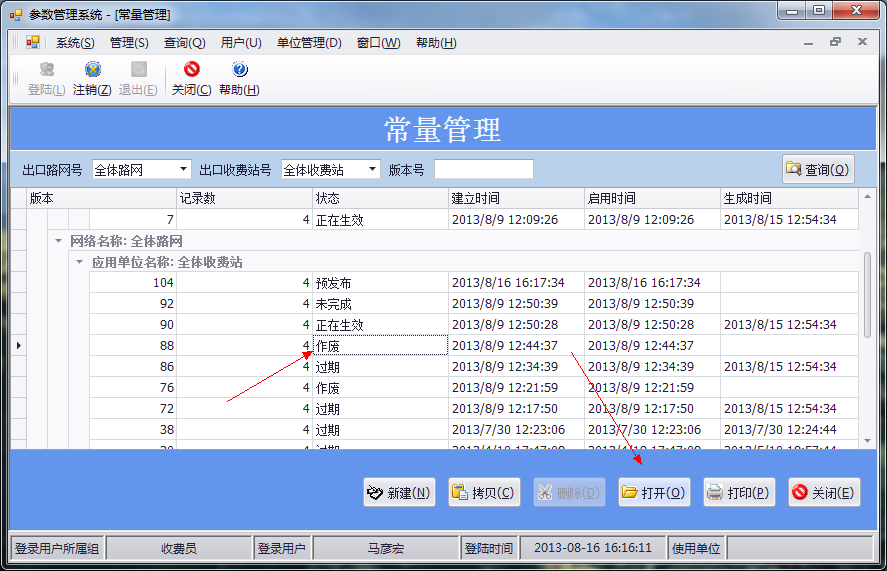 参数管理系统 - [常量管理]
系统(S) 管理(S) 查询(Q) 用户(U) 单位管理(D) 窗口(W) 帮助(H)
登陆(L) 注销(Z) 退出(E) 关闭(C) 帮助(H)
常量管理
出口路网号 全体路网 出口收费站号 全体收费站 版本号 查询(Q)
版本 记录数 状态 建立时间 启用时间 生成时间
7 4 正在生效 2013/8/9 12:09:26 2013/8/9 12:09:26 2013/8/15 12:54:34
网络名称: 全体路网
应用单位名称: 全体收费站
104 4 预发布 2013/8/16 16:17:34 2013/8/16 16:17:34
92 4 未完成 2013/8/9 12:50:39 2013/8/9 12:50:39
90 4 正在生效 2013/8/9 12:50:28 2013/8/9 12:50:28 2013/8/15 12:54:34
88 4 作废 2013/8/9 12:44:37 2013/8/9 12:44:37
86 4 过期 2013/8/9 12:34:39 2013/8/9 12:34:39 2013/8/15 12:54:34
76 4 作废 2013/8/9 12:21:59 2013/8/9 12:21:59
72 4 过期 2013/8/9 12:17:50 2013/8/9 12:17:50 2013/8/15 12:54:34
38 4 过期 2013/7/30 12:23:06 2013/7/30 12:23:06 2013/7/30 12:24:44
新建(N) 拷贝(C) 删除(D) 打开(O) 打印(P) 关闭(E)
登录用户所属组 收费员 登录用户 马彦宏 登陆时间 2013-08-16 16:16:11 使用单位